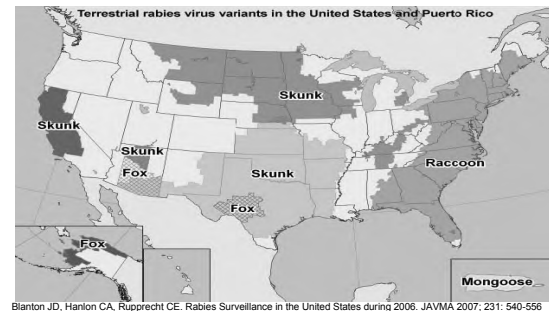 Terrestrial rabies virus variants in the United States and Puerto Rico
Skunk
Skunk
Skunk
Fox
Skunk
Raccoon
Fox
Fox
Mongoose
Blanton JD, Hanlon CA, Rupprecht CE. Rabies Surveillance in the United States during 2006. JAVMA 2007; 231: 540-556